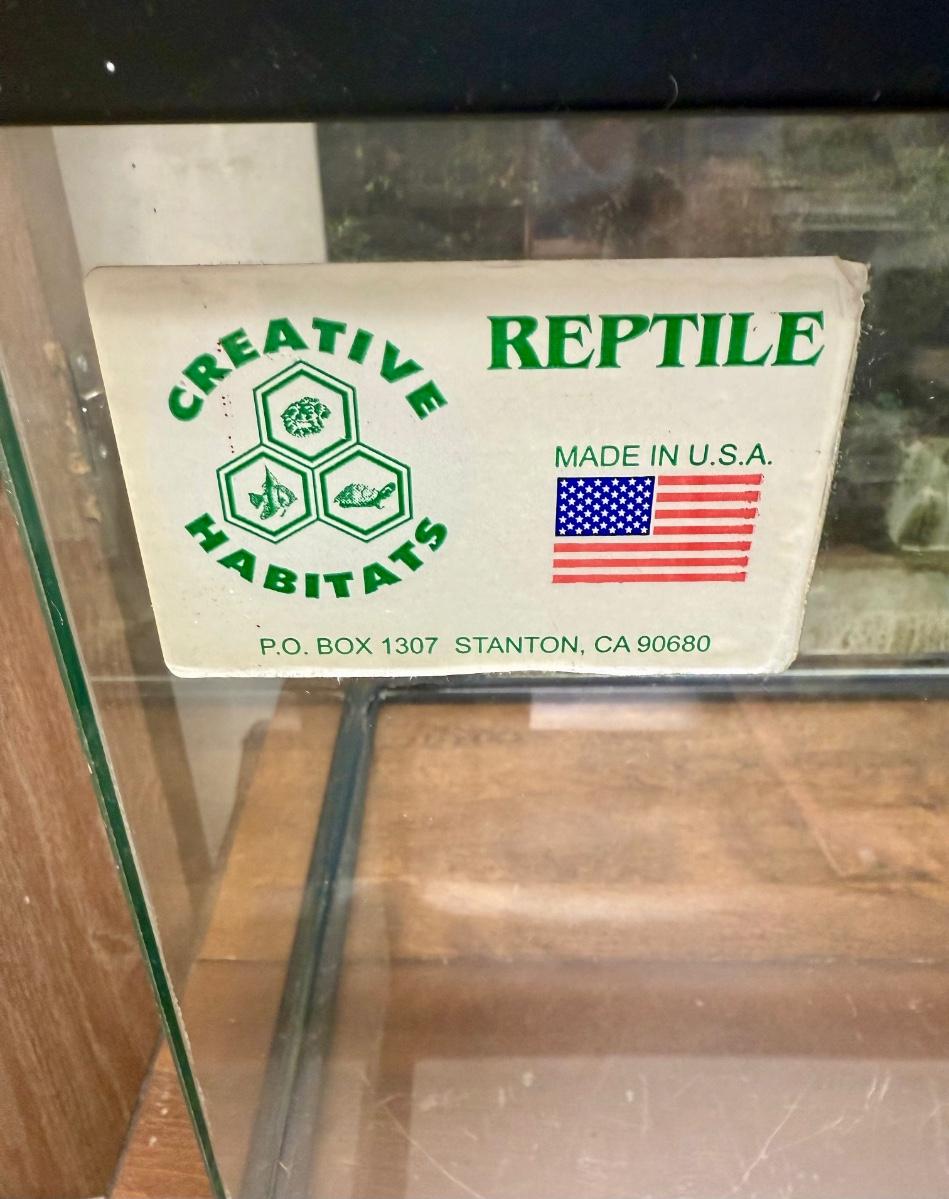 CREATIVE
HABITATS
REPTILE
MADE IN U.S.A.
P.O. BOX 1307 STANTON, CA 90680